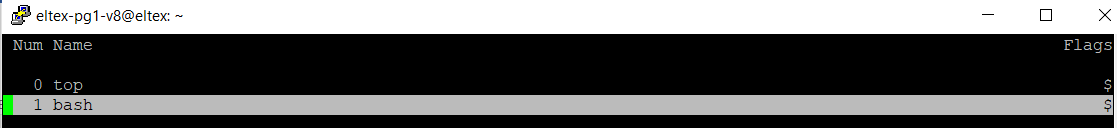 eltex-pg1-v8@eltex: ~
Num Name Flags
0 top $
1 bash $